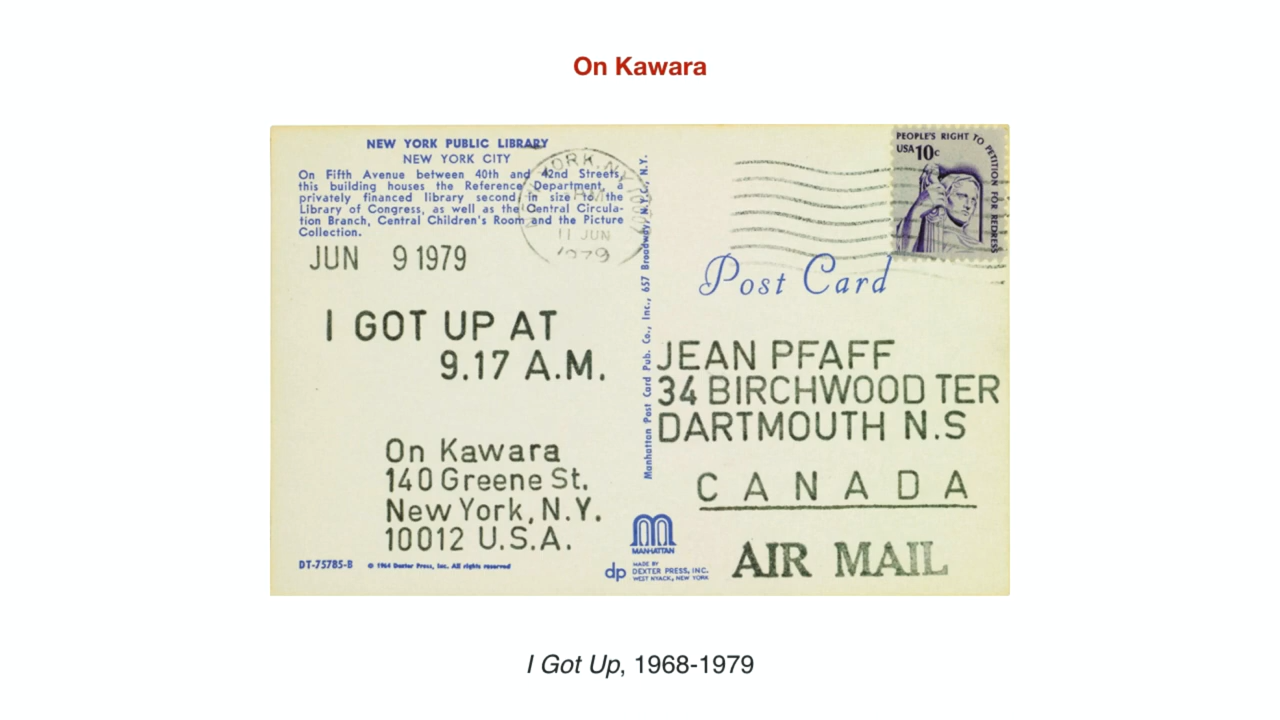 On Kawara
NEW YORK PUBLIC LIBRARY
NEW YORK CITY
On Fifth Avenue between 40th and 42nd Streets,
this building houses the Reference Department, a
privately financed library second in size to the
Library of Congress, as well as the Central Circula-
tion Branch, Central Children's Room and the Picture
Collection.
11 JUN
1979
JUN 9 1979
I GOT UP AT
9.17 A.M.
On Kawara
140 Greene St.
New York, N.Y.
10012 U.S.A.
DT-75785-B © 1964 Dexter Press, Inc. All rights reserved
Manhattan Post Card Pub. Co., Inc., 657 Broadway, N.Y.C., N.Y.
MANHATTAN
dp
MADE BY
DEXTER PRESS, INC.
WEST NYACK, NEW YORK
PEOPLE'S RIGHT TO PETITION FOR REDRESS
USA 10c
Post Card
JEAN PFAFF
34 BIRCHWOOD TER
DARTMOUTH N.S
CANADA
AIR MAIL
I Got Up, 1968-1979